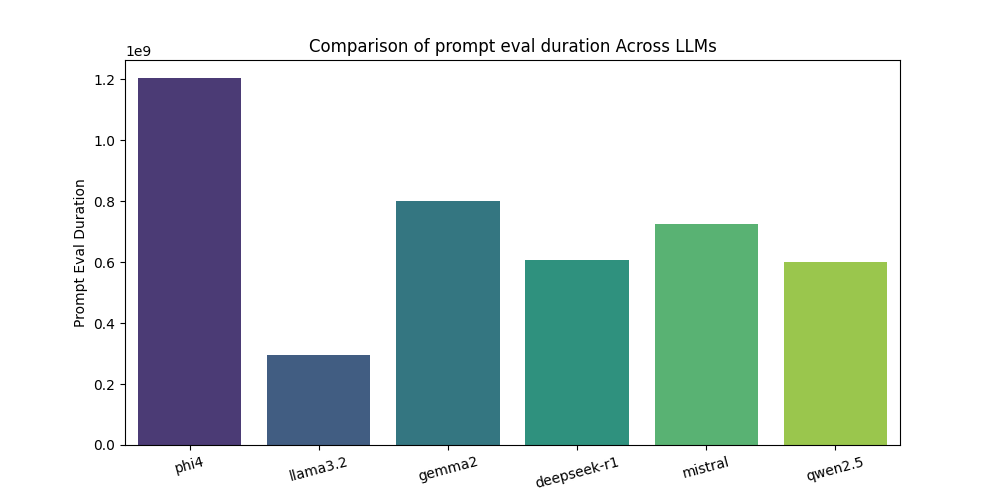 Comparison of prompt eval duration Across LLMs
1e9
1.2
1.0
0.8
0.6
0.4
0.2
0.0
Prompt Eval Duration
phi4
llama3.2
gemma2
deepseek-r1
mistral
qwen2.5